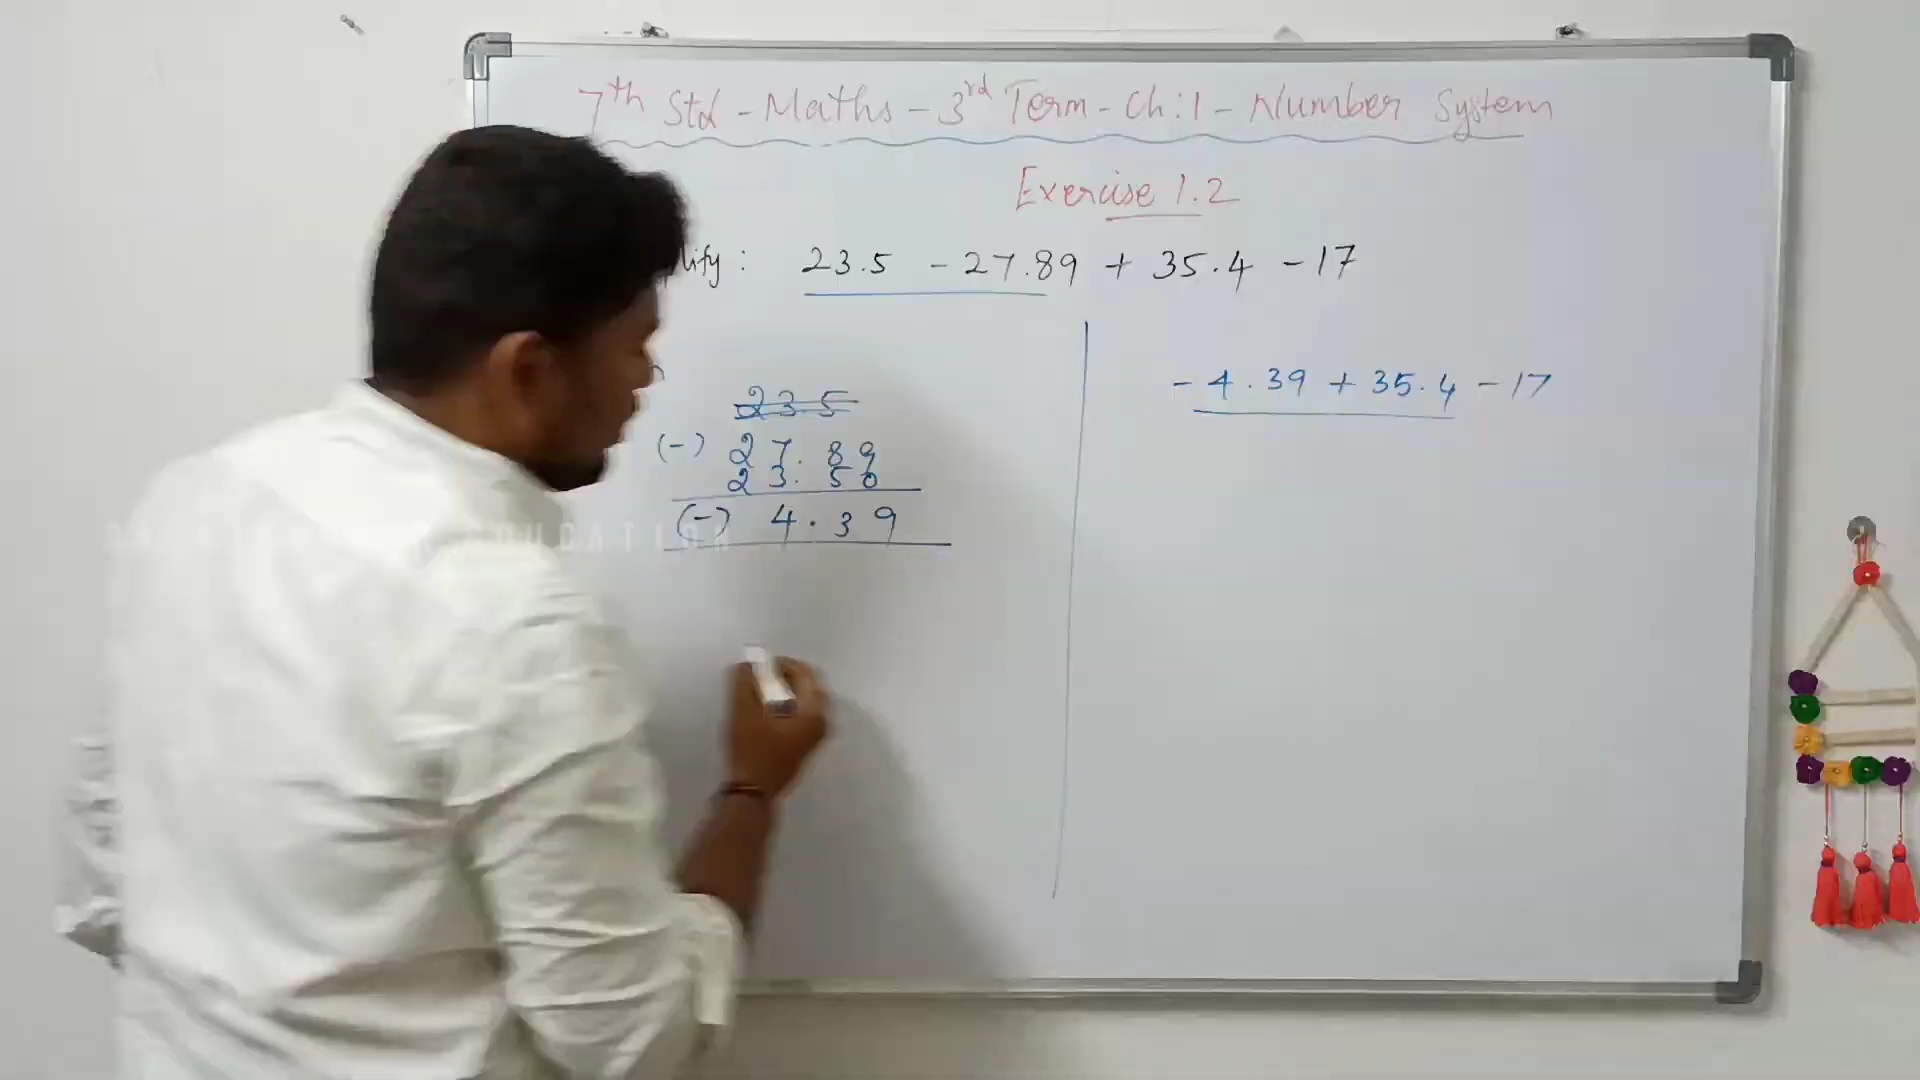 7th Std - Maths - 3rd Term - Ch:1 - Number System
Exercise 1.2
plify : 23.5 - 27.89 + 35.4 - 17
23.5
(-) 27.89
23.50
(-) 4.39
- 4.39 + 35.4 - 17